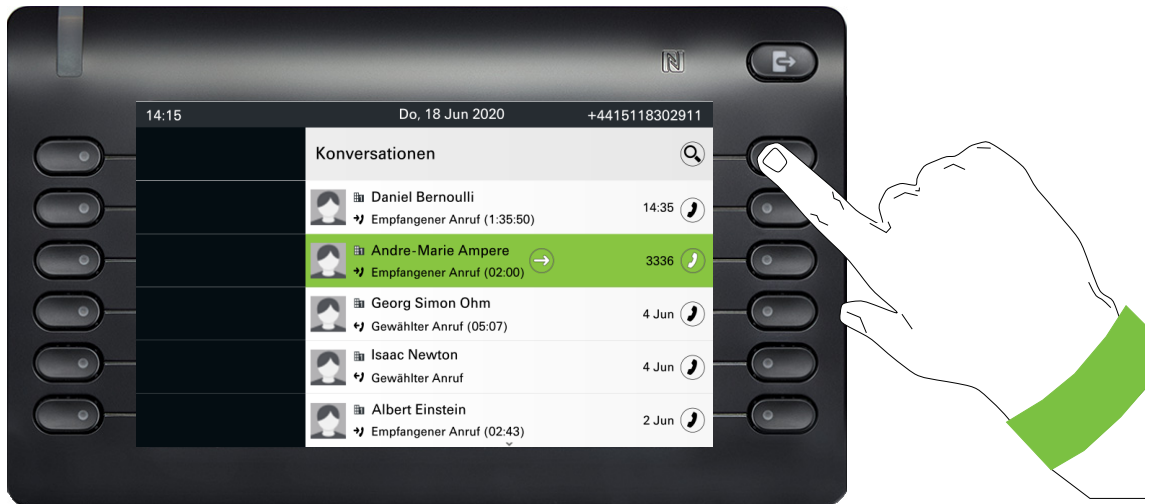 14:15 Do, 18 Jun 2020 +4415118302911
Konversationen
Daniel Bernoulli
Empfangener Anruf (1:35:50) 14:35
Andre-Marie Ampere
Empfangener Anruf (02:00) 3336
Georg Simon Ohm
Gewählter Anruf (05:07) 4 Jun
Isaac Newton
Gewählter Anruf 4 Jun
Albert Einstein
Empfangener Anruf (02:43) 2 Jun